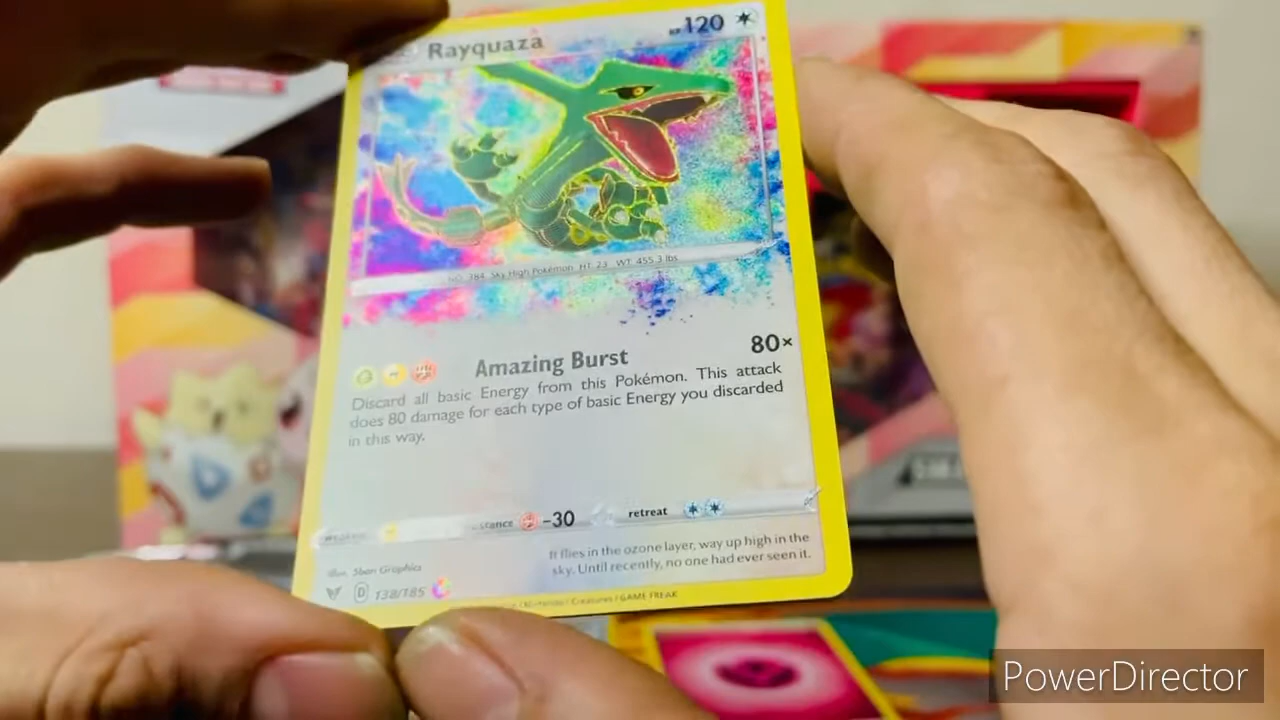 Rayquaza 120
NO. 384 Sky High Pokémon HT: 23 WT: 455.3 lbs
Amazing Burst 80×
Discard all basic Energy from this Pokémon. This attack
does 80 damage for each type of basic Energy you discarded
in this way.
-30 retreat
It flies in the ozone layer, way up high in the
sky. Until recently, no one had ever seen it.
Illus. 5ban Graphics
D 138/185
/ Nintendo / Creatures / GAME FREAK
PowerDirector